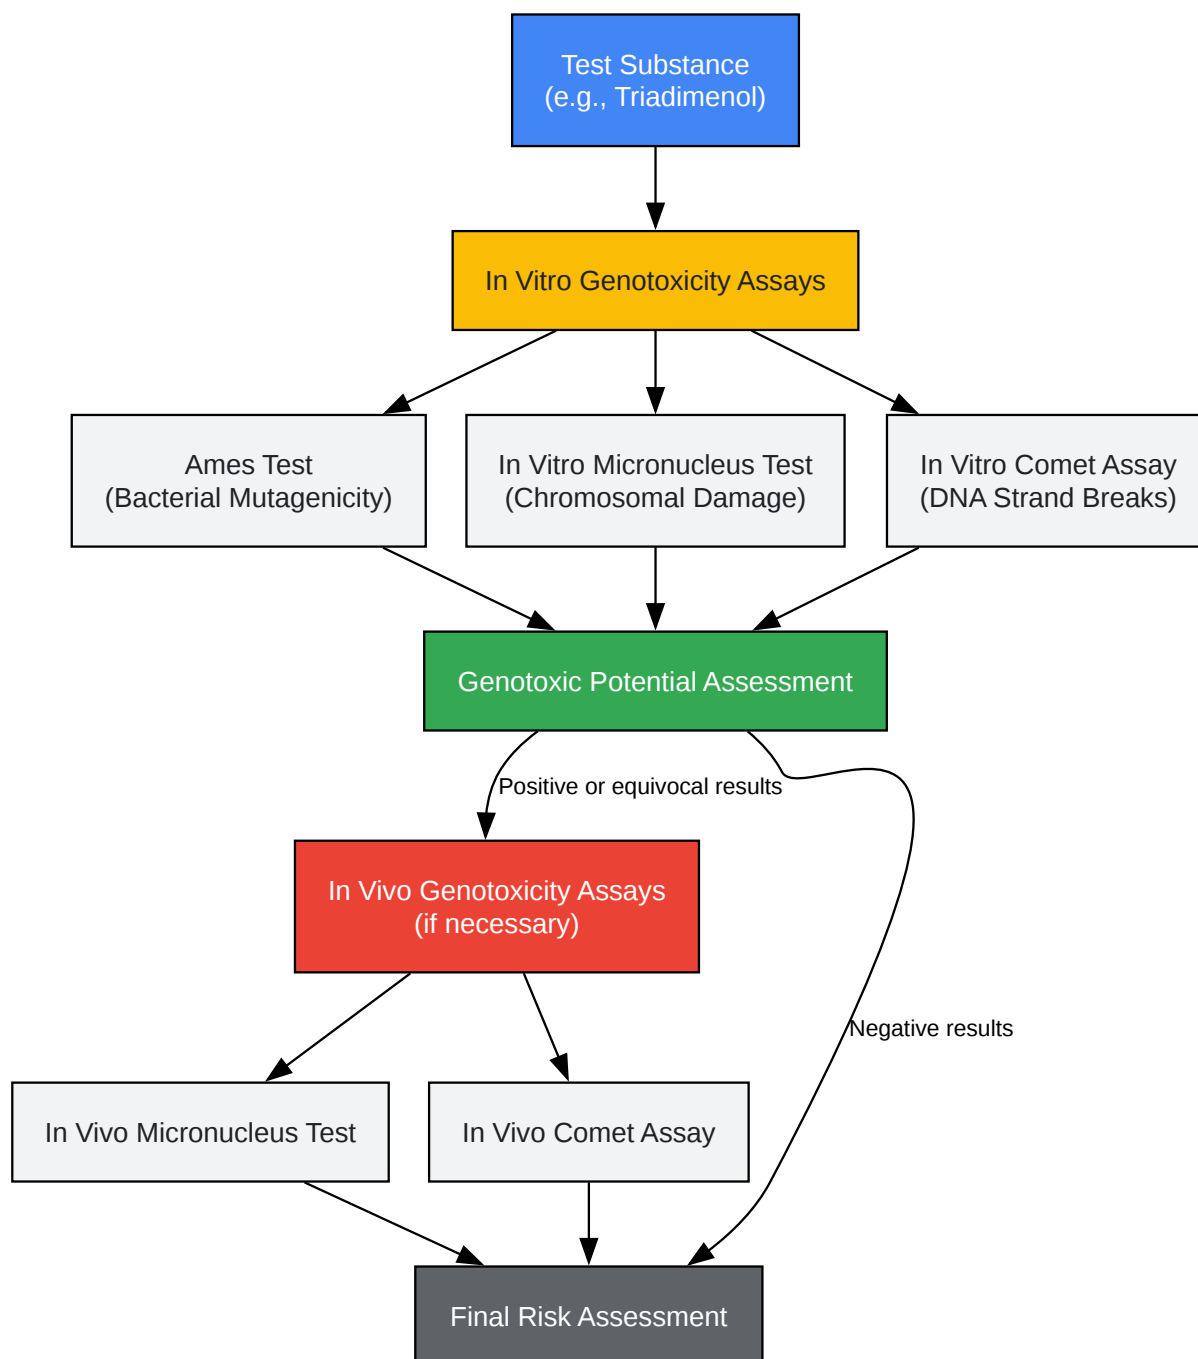 Test Substance
(e.g., Triadimenol)
In Vitro Genotoxicity Assays
Ames Test
(Bacterial Mutagenicity)
In Vitro Micronucleus Test
(Chromosomal Damage)
In Vitro Comet Assay
(DNA Strand Breaks)
Genotoxic Potential Assessment
Positive or equivocal results
In Vivo Genotoxicity Assays
(if necessary)
Negative results
In Vivo Micronucleus Test
In Vivo Comet Assay
Final Risk Assessment